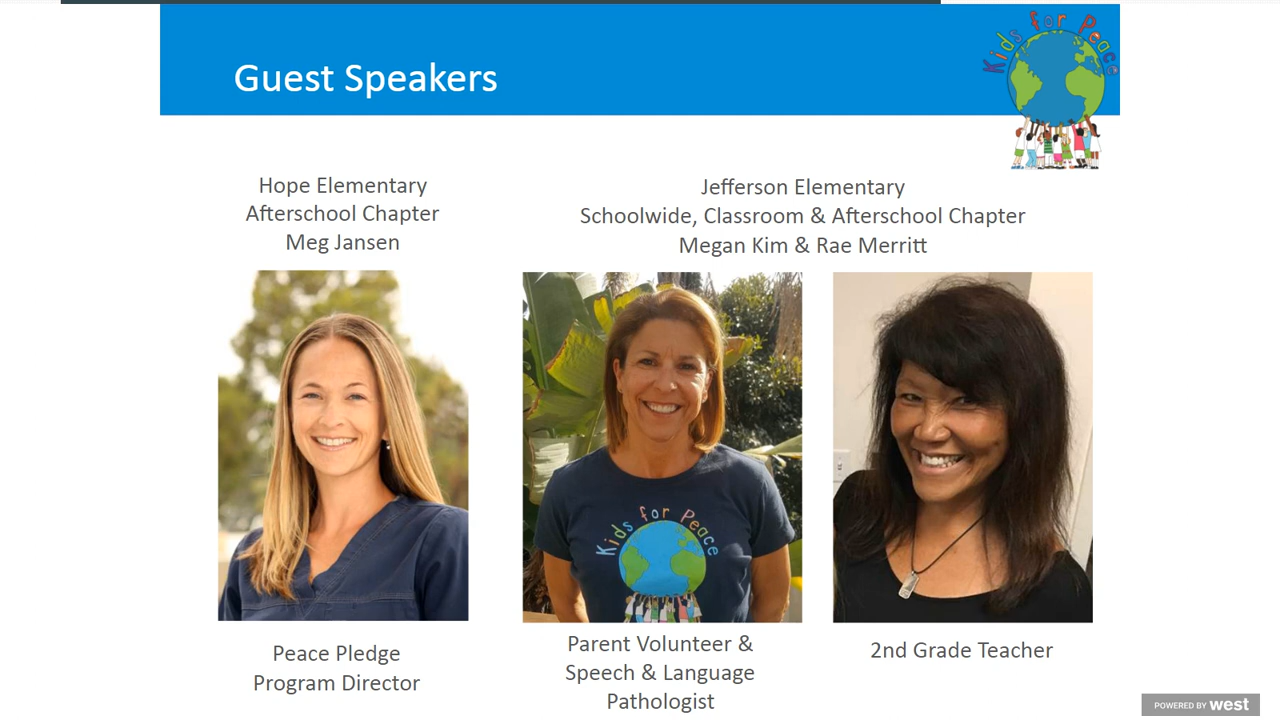 Guest Speakers
Kids for Peace
Hope Elementary
Afterschool Chapter
Meg Jansen
Jefferson Elementary
Schoolwide, Classroom & Afterschool Chapter
Megan Kim & Rae Merritt
Kids for Peace
Peace Pledge
Program Director
Parent Volunteer &
Speech & Language
Pathologist
2nd Grade Teacher
POWERED BY west